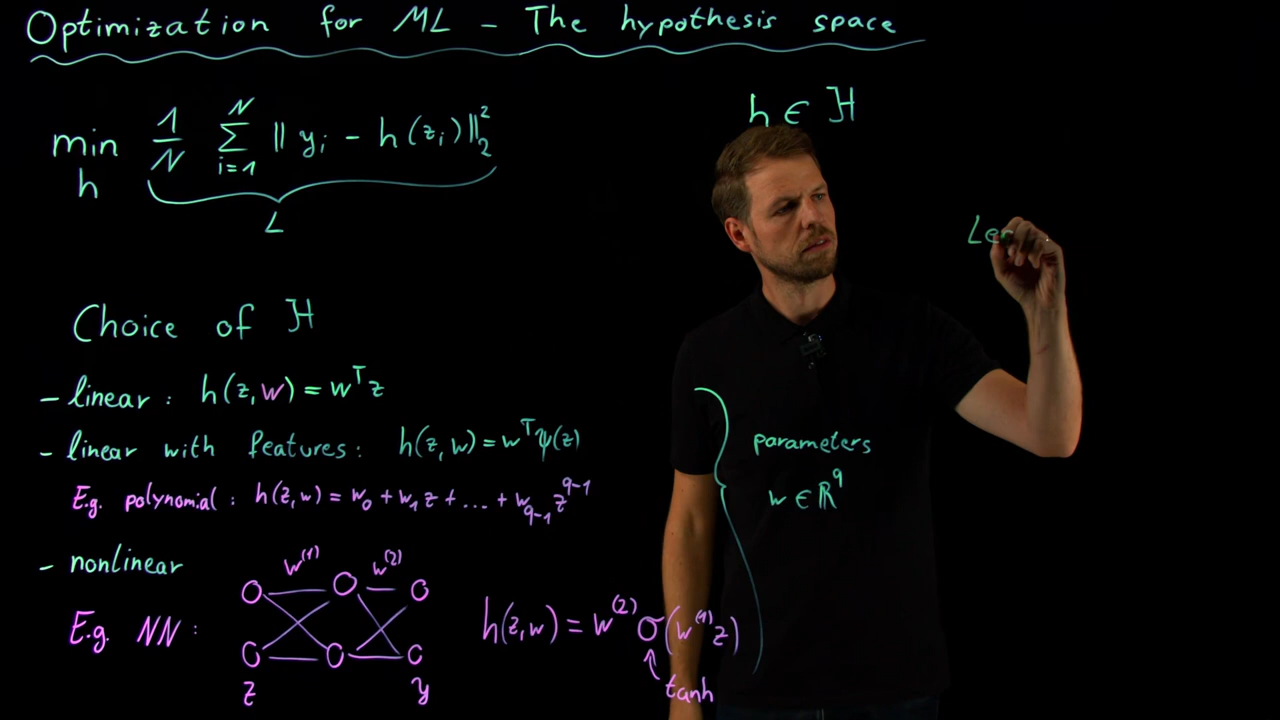 Optimization for ML – The hypothesis space
min h 1/N ∑_{i=1}^{N} || y_i - h(z_i) ||_2^2
L
h ∈ ℋ
Choice of ℋ
- linear : h(z,w) = w^T z
- linear with features : h(z,w) = w^T ψ(z)
E.g. polynomial : h(z,w) = w_0 + w_1 z + ... + w_{q-1} z^{q-1}
parameters
w ∈ ℝ^q
- nonlinear
E.g. NN :
w^(1) w^(2)
z y
h(z,w) = w^(2) σ(w^(1) z)
↑
tanh